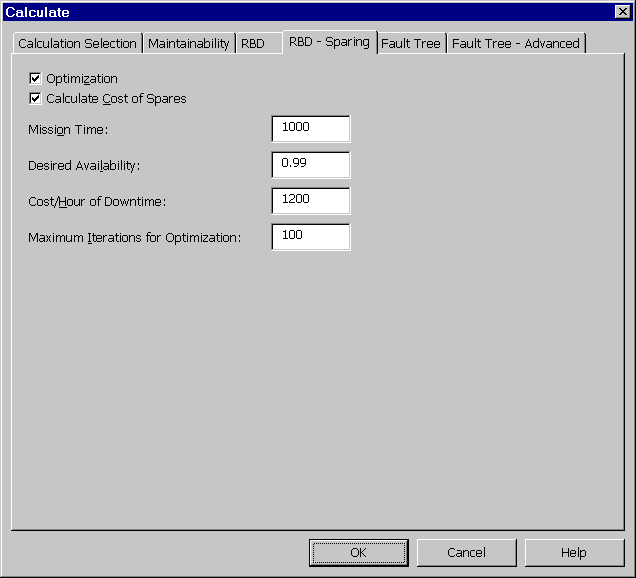 Calculate
Calculation Selection Maintainability RBD RBD - Sparing Fault Tree Fault Tree - Advanced
Optimization
Calculate Cost of Spares
Mission Time: 1000
Desired Availability: 0.99
Cost/Hour of Downtime: 1200
Maximum Iterations for Optimization: 100
OK Cancel Help